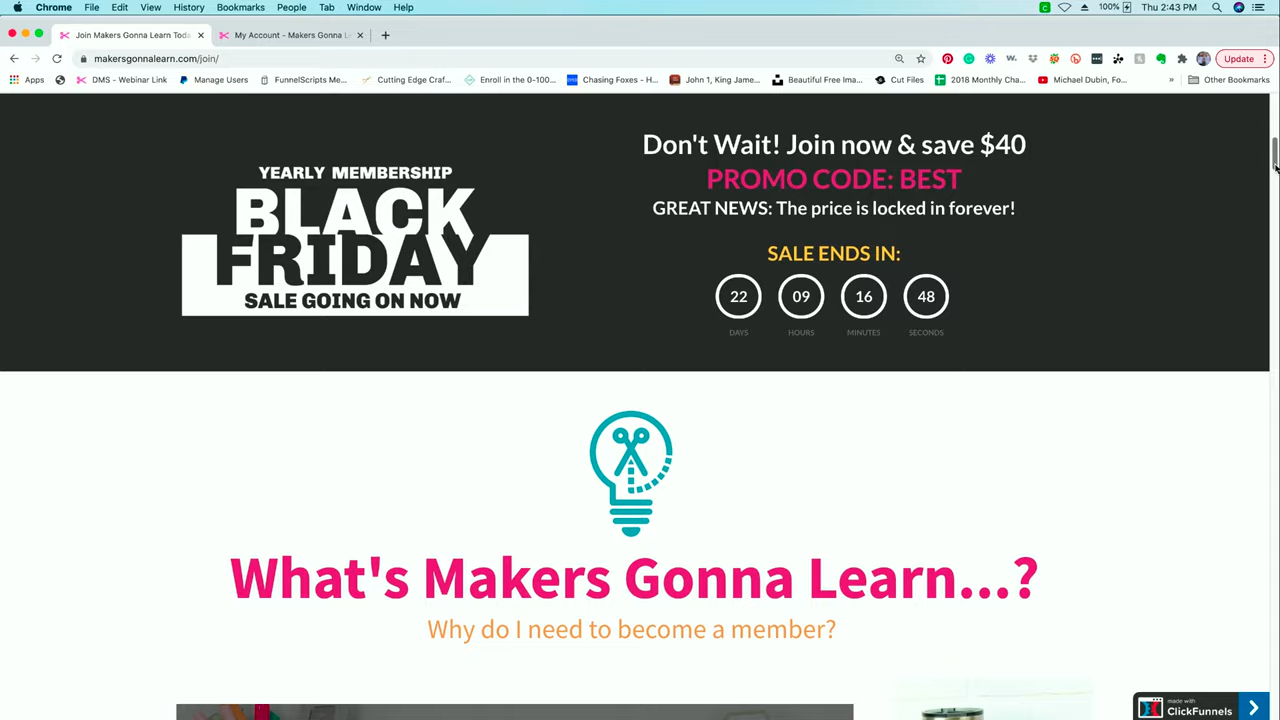 Chrome File Edit View History Bookmarks People Tab Window Help 100% Thu 2:43 PM
Join Makers Gonna Learn Toda × My Account - Makers Gonna L ×
makersgonnalearn.com/join/ Update
Apps DMS - Webinar Link Manage Users FunnelScripts Me... Cutting Edge Craf... Enroll in the 0-100... Chasing Foxes - H... John 1, King Jame... Beautiful Free Ima... Cut Files 2018 Monthly Cha... Michael Dubin, Fo... » Other Bookmarks
YEARLY MEMBERSHIP
BLACK
FRIDAY
SALE GOING ON NOW
Don't Wait! Join now & save $40
PROMO CODE: BEST
GREAT NEWS: The price is locked in forever!
SALE ENDS IN:
22 09 16 48
DAYS HOURS MINUTES SECONDS
What's Makers Gonna Learn...?
Why do I need to become a member?
made with
ClickFunnels